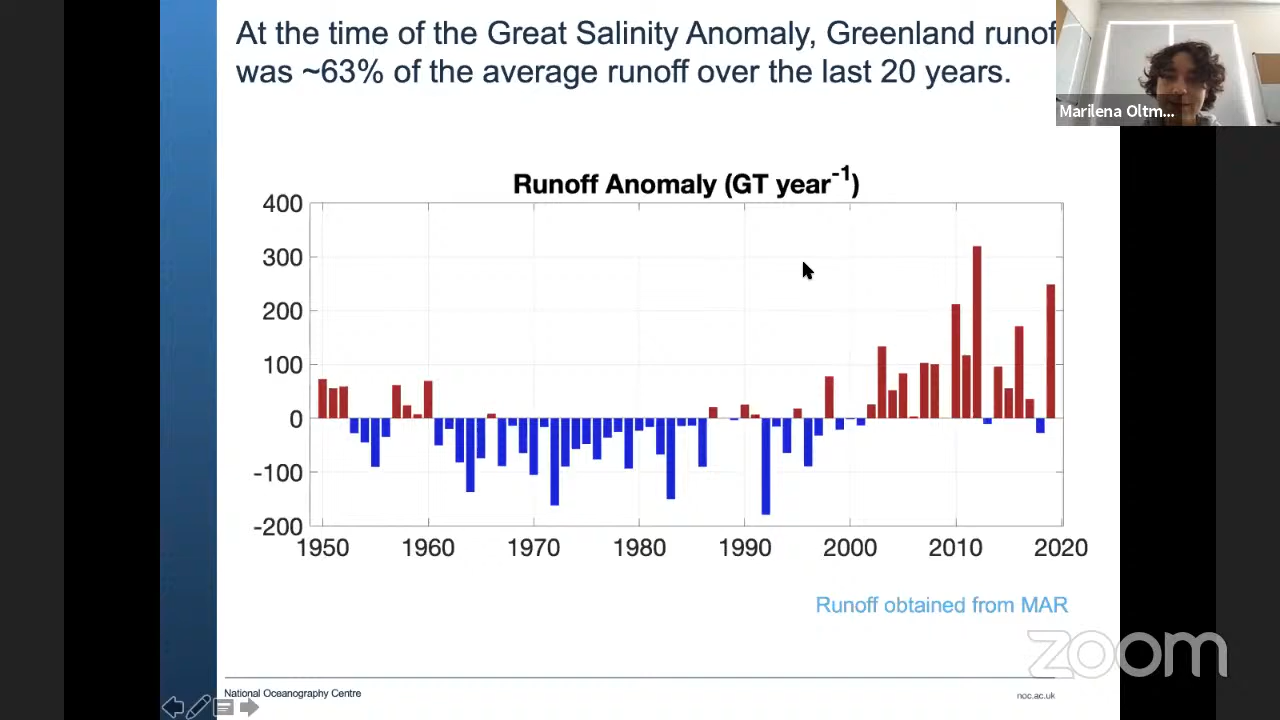 At the time of the Great Salinity Anomaly, Greenland runof
was ~63% of the average runoff over the last 20 years.
Marilena Oltm...
Runoff Anomaly (GT year⁻¹)
400
300
200
100
0
-100
-200
1950 1960 1970 1980 1990 2000 2010 2020
Runoff obtained from MAR
zoom
National Oceanography Centre
noc.ac.uk